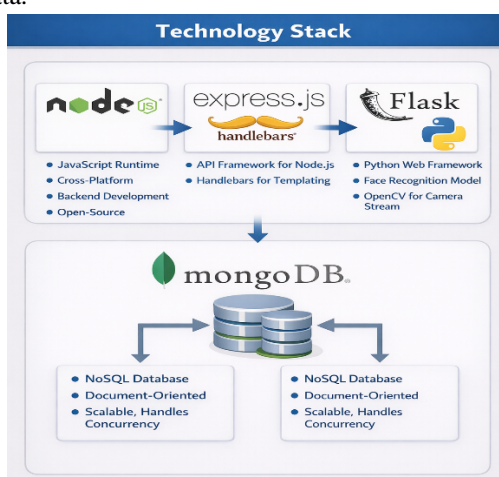 ata.
Technology Stack
node JS
JavaScript Runtime
Cross-Platform
Backend Development
Open-Source
express.js
handlebars
API Framework for Node.js
Handlebars for Templating
Flask
Python Web Framework
Face Recognition Model
OpenCV for Camera
Stream
mongoDB
NoSQL Database
Document-Oriented
Scalable, Handles
Concurrency
NoSQL Database
Document-Oriented
Scalable, Handles
Concurrency